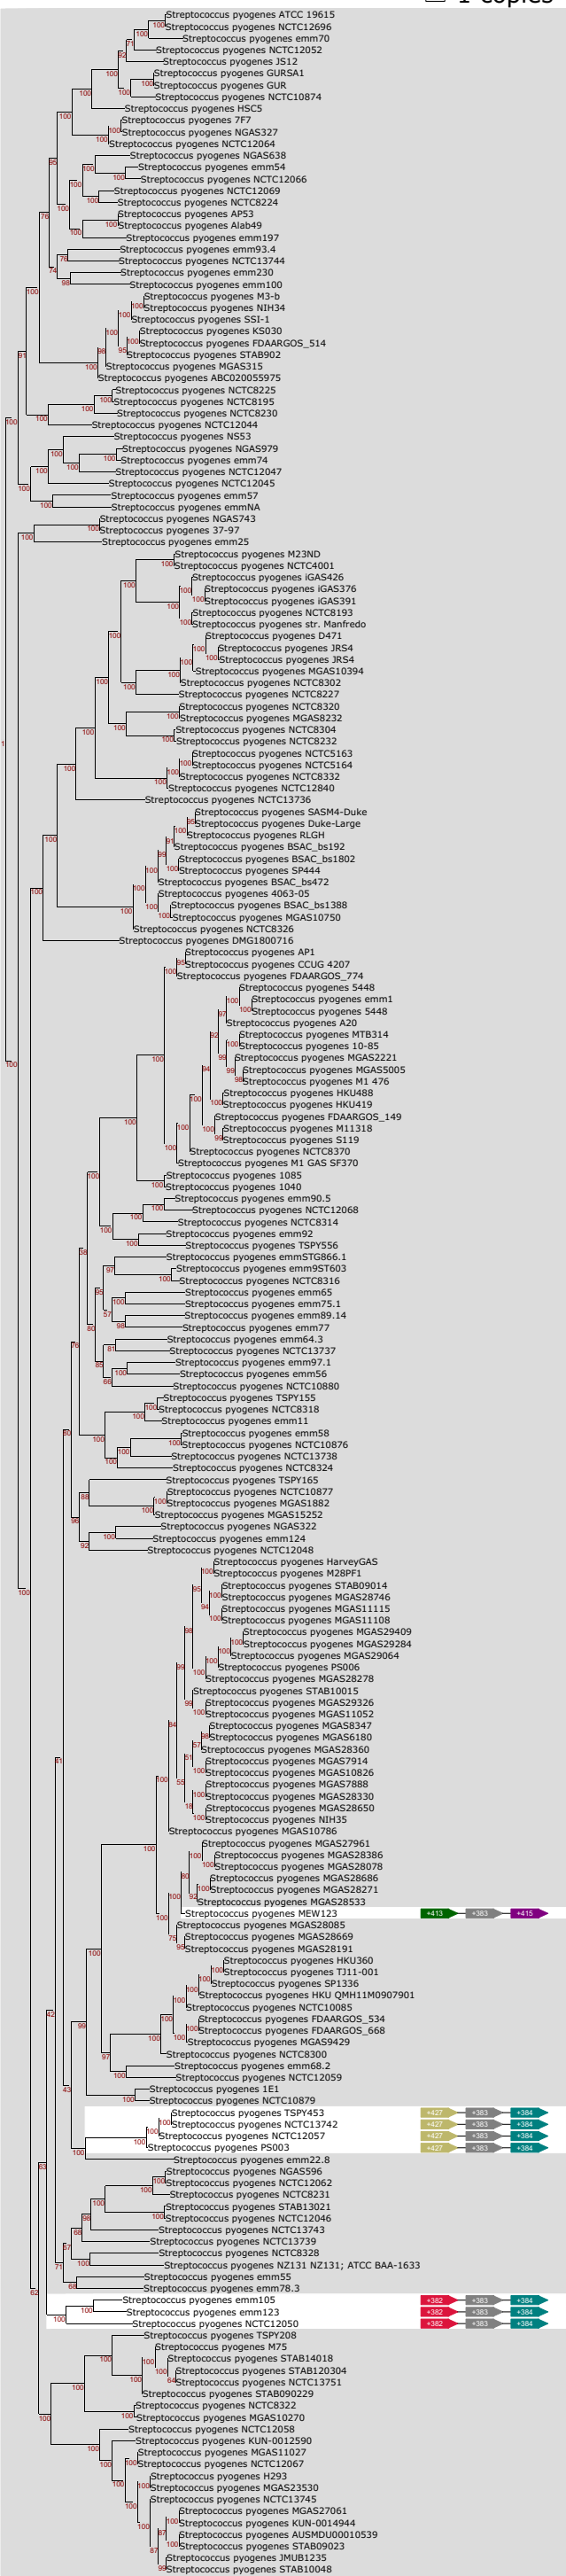 1 copies
Streptococcus pyogenes ATCC 19615
Streptococcus pyogenes NCTC12696
Streptococcus pyogenes emm70
Streptococcus pyogenes NCTC12052
Streptococcus pyogenes JS12
Streptococcus pyogenes GURSA1
Streptococcus pyogenes GUR
Streptococcus pyogenes NCTC10874
Streptococcus pyogenes HSC5
Streptococcus pyogenes 7F7
Streptococcus pyogenes NGAS327
Streptococcus pyogenes NCTC12064
Streptococcus pyogenes NGAS638
Streptococcus pyogenes emm54
Streptococcus pyogenes NCTC12066
Streptococcus pyogenes NCTC12069
Streptococcus pyogenes NCTC8224
Streptococcus pyogenes AP53
Streptococcus pyogenes Alab49
Streptococcus pyogenes emm197
Streptococcus pyogenes emm93.4
Streptococcus pyogenes NCTC13744
Streptococcus pyogenes emm230
Streptococcus pyogenes emm100
Streptococcus pyogenes M3-b
Streptococcus pyogenes NIH34
Streptococcus pyogenes SSI-1
Streptococcus pyogenes KS030
Streptococcus pyogenes FDAARGOS_514
Streptococcus pyogenes STAB902
Streptococcus pyogenes MGAS315
Streptococcus pyogenes ABC020055975
Streptococcus pyogenes NCTC8225
Streptococcus pyogenes NCTC8195
Streptococcus pyogenes NCTC8230
Streptococcus pyogenes NCTC12044
Streptococcus pyogenes NS53
Streptococcus pyogenes NGAS979
Streptococcus pyogenes emm74
Streptococcus pyogenes NCTC12047
Streptococcus pyogenes NCTC12045
Streptococcus pyogenes emm57
Streptococcus pyogenes emmNA
Streptococcus pyogenes NGAS743
Streptococcus pyogenes 37-97
Streptococcus pyogenes emm25
Streptococcus pyogenes M23ND
Streptococcus pyogenes NCTC4001
Streptococcus pyogenes iGAS426
Streptococcus pyogenes iGAS376
Streptococcus pyogenes iGAS391
Streptococcus pyogenes NCTC8193
Streptococcus pyogenes str. Manfredo
Streptococcus pyogenes D471
Streptococcus pyogenes JRS4
Streptococcus pyogenes JRS4
Streptococcus pyogenes MGAS10394
Streptococcus pyogenes NCTC8302
Streptococcus pyogenes NCTC8227
Streptococcus pyogenes NCTC8320
Streptococcus pyogenes MGAS8232
Streptococcus pyogenes NCTC8304
Streptococcus pyogenes NCTC8232
Streptococcus pyogenes NCTC5163
Streptococcus pyogenes NCTC5164
Streptococcus pyogenes NCTC8332
Streptococcus pyogenes NCTC12840
Streptococcus pyogenes NCTC13736
Streptococcus pyogenes SASM4-Duke
Streptococcus pyogenes Duke-Large
Streptococcus pyogenes RLGH
Streptococcus pyogenes BSAC_bs192
Streptococcus pyogenes BSAC_bs1802
Streptococcus pyogenes SP444
Streptococcus pyogenes BSAC_bs472
Streptococcus pyogenes 4063-05
Streptococcus pyogenes BSAC_bs1388
Streptococcus pyogenes MGAS10750
Streptococcus pyogenes NCTC8326
Streptococcus pyogenes DMG1800716
Streptococcus pyogenes AP1
Streptococcus pyogenes CCUG 4207
Streptococcus pyogenes FDAARGOS_774
Streptococcus pyogenes 5448
Streptococcus pyogenes emm1
Streptococcus pyogenes 5448
Streptococcus pyogenes A20
Streptococcus pyogenes MTB314
Streptococcus pyogenes 10-85
Streptococcus pyogenes MGAS2221
Streptococcus pyogenes MGAS5005
Streptococcus pyogenes M1 476
Streptococcus pyogenes HKU488
Streptococcus pyogenes HKU419
Streptococcus pyogenes FDAARGOS_149
Streptococcus pyogenes M11318
Streptococcus pyogenes S119
Streptococcus pyogenes NCTC8370
Streptococcus pyogenes M1 GAS SF370
Streptococcus pyogenes 1085
Streptococcus pyogenes 1040
Streptococcus pyogenes emm90.5
Streptococcus pyogenes NCTC12068
Streptococcus pyogenes NCTC8314
Streptococcus pyogenes emm92
Streptococcus pyogenes TSPY556
Streptococcus pyogenes emmSTG866.1
Streptococcus pyogenes emm9ST603
Streptococcus pyogenes NCTC8316
Streptococcus pyogenes emm65
Streptococcus pyogenes emm75.1
Streptococcus pyogenes emm89.14
Streptococcus pyogenes emm77
Streptococcus pyogenes emm64.3
Streptococcus pyogenes NCTC13737
Streptococcus pyogenes emm97.1
Streptococcus pyogenes emm56
Streptococcus pyogenes NCTC10880
Streptococcus pyogenes TSPY155
Streptococcus pyogenes NCTC8318
Streptococcus pyogenes emm11
Streptococcus pyogenes emm58
Streptococcus pyogenes NCTC10876
Streptococcus pyogenes NCTC13738
Streptococcus pyogenes NCTC8324
Streptococcus pyogenes TSPY165
Streptococcus pyogenes NCTC10877
Streptococcus pyogenes MGAS1882
Streptococcus pyogenes MGAS15252
Streptococcus pyogenes NGAS322
Streptococcus pyogenes emm124
Streptococcus pyogenes NCTC12048
Streptococcus pyogenes HarveyGAS
Streptococcus pyogenes M28PF1
Streptococcus pyogenes STAB09014
Streptococcus pyogenes MGAS28746
Streptococcus pyogenes MGAS11115
Streptococcus pyogenes MGAS11108
Streptococcus pyogenes MGAS29409
Streptococcus pyogenes MGAS29284
Streptococcus pyogenes MGAS29064
Streptococcus pyogenes PS006
Streptococcus pyogenes MGAS28278
Streptococcus pyogenes STAB10015
Streptococcus pyogenes MGAS29326
Streptococcus pyogenes MGAS11052
Streptococcus pyogenes MGAS8347
Streptococcus pyogenes MGAS6180
Streptococcus pyogenes MGAS28360
Streptococcus pyogenes MGAS7914
Streptococcus pyogenes MGAS10826
Streptococcus pyogenes MGAS7888
Streptococcus pyogenes MGAS28330
Streptococcus pyogenes MGAS28650
Streptococcus pyogenes NIH35
Streptococcus pyogenes MGAS10786
Streptococcus pyogenes MGAS27961
Streptococcus pyogenes MGAS28386
Streptococcus pyogenes MGAS28078
Streptococcus pyogenes MGAS28686
Streptococcus pyogenes MGAS28271
Streptococcus pyogenes MGAS28533
Streptococcus pyogenes MEW123 +413 +383 +415
Streptococcus pyogenes MGAS28085
Streptococcus pyogenes MGAS28669
Streptococcus pyogenes MGAS28191
Streptococcus pyogenes HKU360
Streptococcus pyogenes TJ11-001
Streptococcus pyogenes SP1336
Streptococcus pyogenes HKU QMH11M0907901
Streptococcus pyogenes NCTC10085
Streptococcus pyogenes FDAARGOS_534
Streptococcus pyogenes FDAARGOS_668
Streptococcus pyogenes MGAS9429
Streptococcus pyogenes NCTC8300
Streptococcus pyogenes emm68.2
Streptococcus pyogenes NCTC12059
Streptococcus pyogenes 1E1
Streptococcus pyogenes NCTC10879
Streptococcus pyogenes TSPY453 +427 +383 +384
Streptococcus pyogenes NCTC13742 +427 +383 +384
Streptococcus pyogenes NCTC12057 +427 +383 +384
Streptococcus pyogenes PS003 +427 +383 +384
Streptococcus pyogenes emm22.8
Streptococcus pyogenes NGAS596
Streptococcus pyogenes NCTC12062
Streptococcus pyogenes NCTC8231
Streptococcus pyogenes STAB13021
Streptococcus pyogenes NCTC12046
Streptococcus pyogenes NCTC13743
Streptococcus pyogenes NCTC13739
Streptococcus pyogenes NCTC8328
Streptococcus pyogenes NZ131 NZ131; ATCC BAA-1633
Streptococcus pyogenes emm55
Streptococcus pyogenes emm78.3
Streptococcus pyogenes emm105 +382 +383 +384
Streptococcus pyogenes emm123 +382 +383 +384
Streptococcus pyogenes NCTC12050 +382 +383 +384
Streptococcus pyogenes TSPY208
Streptococcus pyogenes M75
Streptococcus pyogenes STAB14018
Streptococcus pyogenes STAB120304
Streptococcus pyogenes NCTC13751
Streptococcus pyogenes STAB090229
Streptococcus pyogenes NCTC8322
Streptococcus pyogenes MGAS10270
Streptococcus pyogenes NCTC12058
Streptococcus pyogenes KUN-0012590
Streptococcus pyogenes MGAS11027
Streptococcus pyogenes NCTC12067
Streptococcus pyogenes H293
Streptococcus pyogenes MGAS23530
Streptococcus pyogenes NCTC13745
Streptococcus pyogenes MGAS27061
Streptococcus pyogenes KUN-0014944
Streptococcus pyogenes AUSMDU00010539
Streptococcus pyogenes STAB09023
Streptococcus pyogenes JMUB1235
Streptococcus pyogenes STAB10048